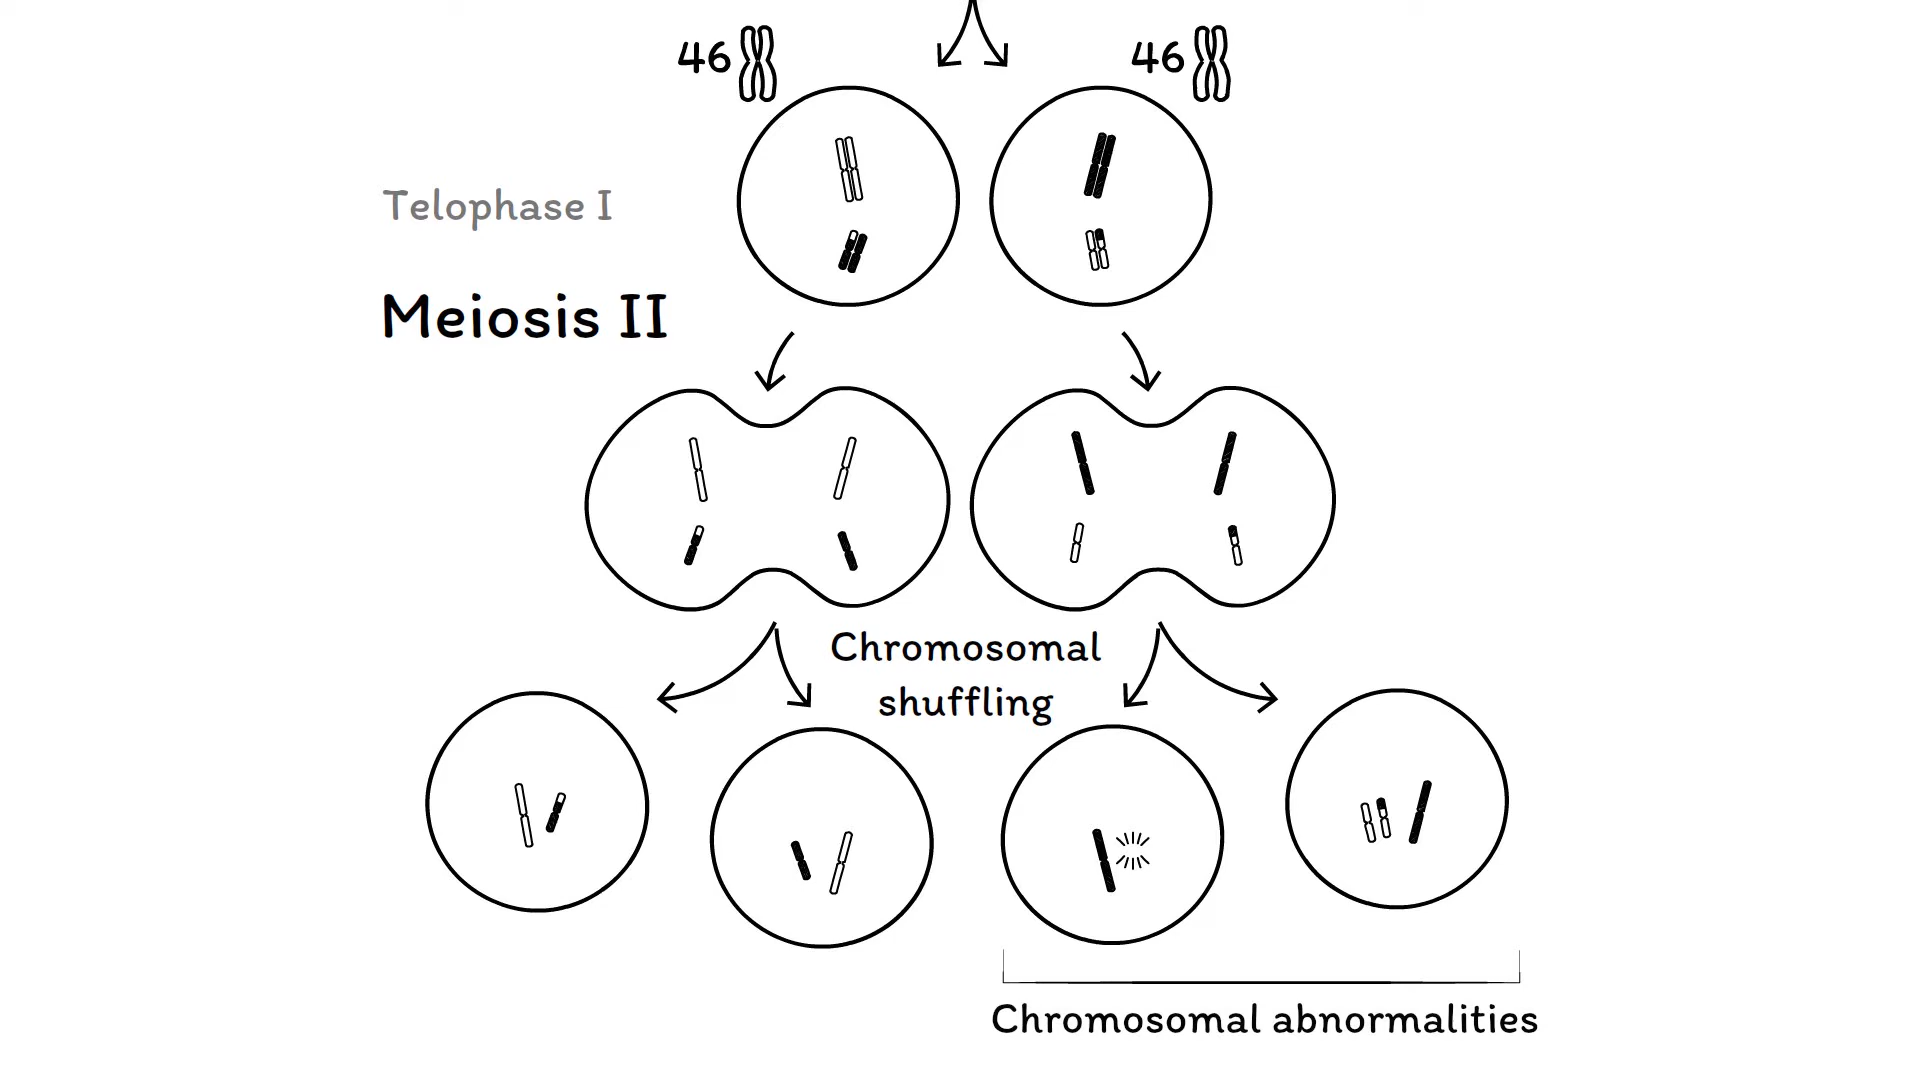 46
46
Telophase I
Meiosis II
Chromosomal
shuffling
Chromosomal abnormalities